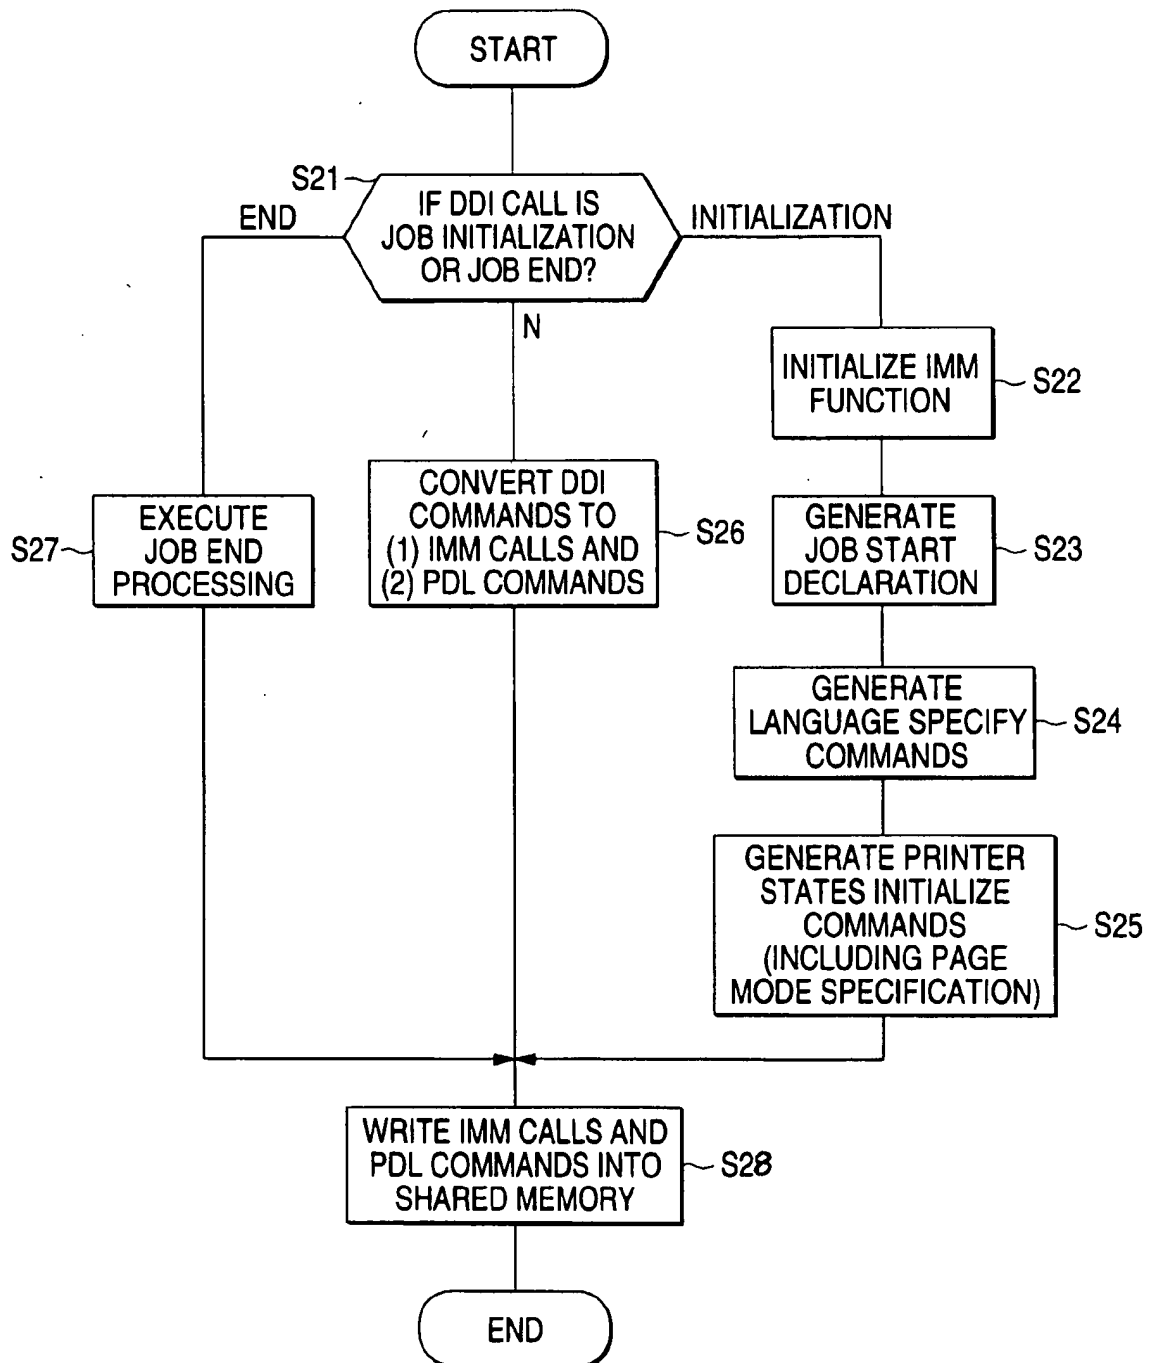 START
S21
IF DDI CALL IS
JOB INITIALIZATION
OR JOB END?
END
INITIALIZATION
N
INITIALIZE IMM
FUNCTION
S22
CONVERT DDI
COMMANDS TO
(1) IMM CALLS AND
(2) PDL COMMANDS
S26
EXECUTE
JOB END
PROCESSING
S27
GENERATE
JOB START
DECLARATION
S23
GENERATE
LANGUAGE SPECIFY
COMMANDS
S24
GENERATE PRINTER
STATES INITIALIZE
COMMANDS
(INCLUDING PAGE
MODE SPECIFICATION)
S25
WRITE IMM CALLS AND
PDL COMMANDS INTO
SHARED MEMORY
S28
END